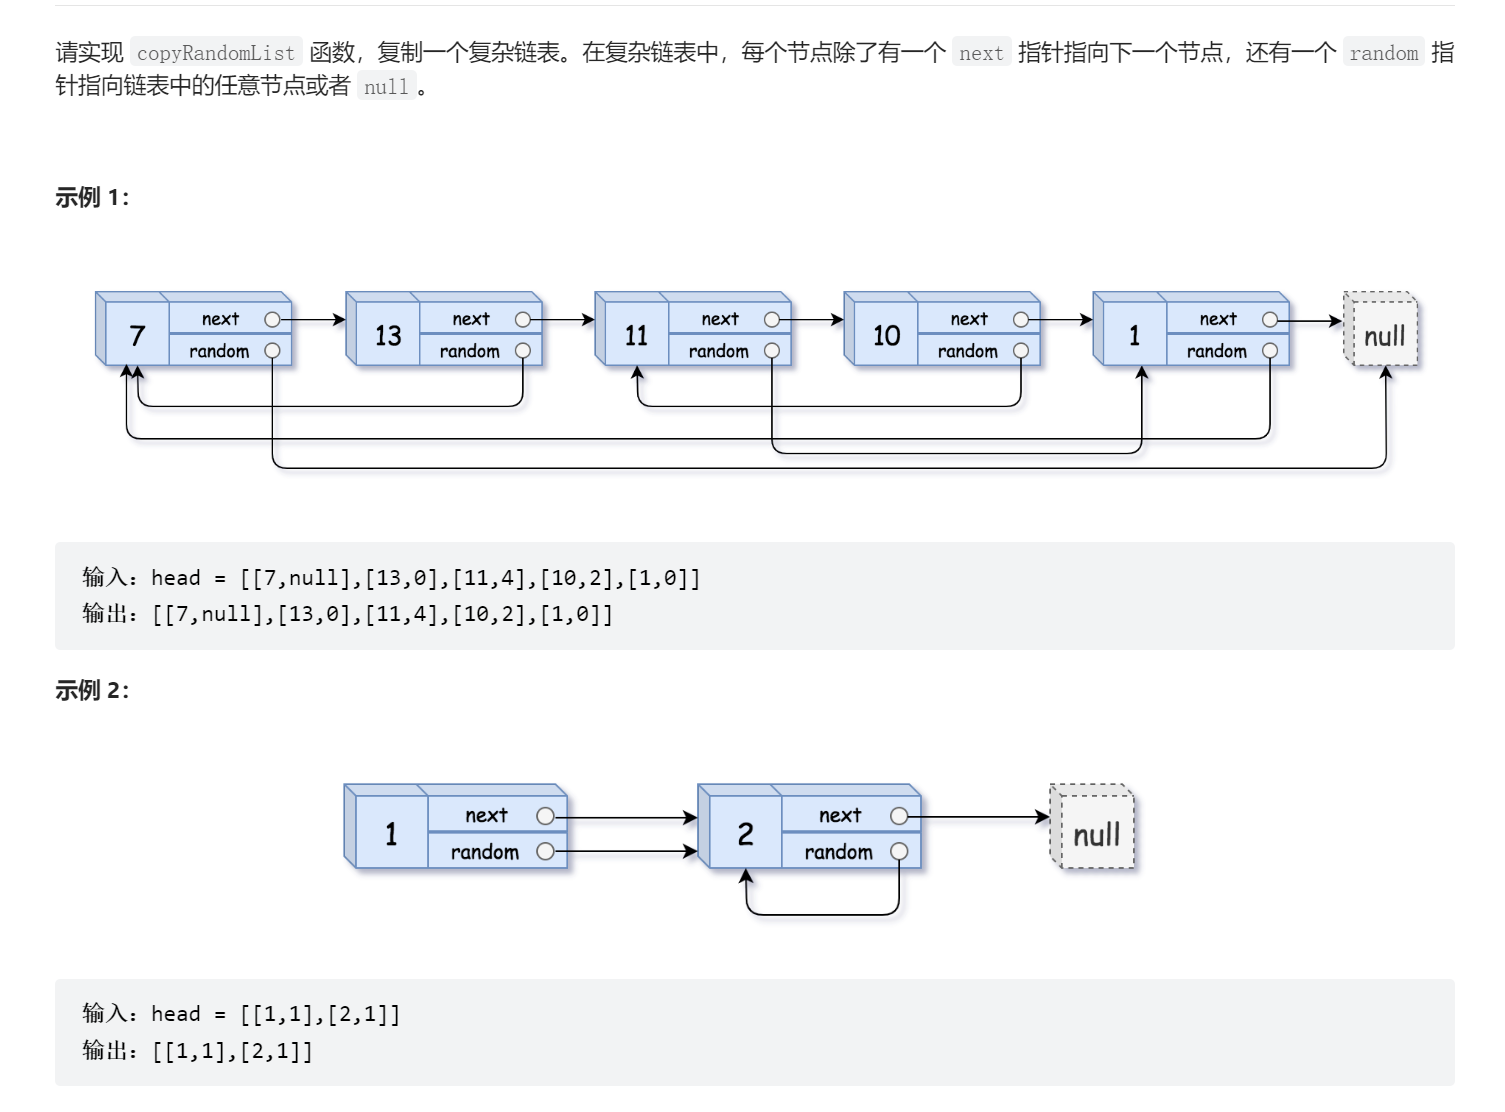 请实现 copyRandomList 函数，复制一个复杂链表。在复杂链表中，每个节点除了有一个 next 指针指向下一个节点，还有一个 random 指
针指向链表中的任意节点或者 null 。
示例 1：
7 next random 13 next random 11 next random 10 next random 1 next random null
输入：head = [[7,null],[13,0],[11,4],[10,2],[1,0]]
输出：[[7,null],[13,0],[11,4],[10,2],[1,0]]
示例 2：
1 next random 2 next random null
输入：head = [[1,1],[2,1]]
输出：[[1,1],[2,1]]